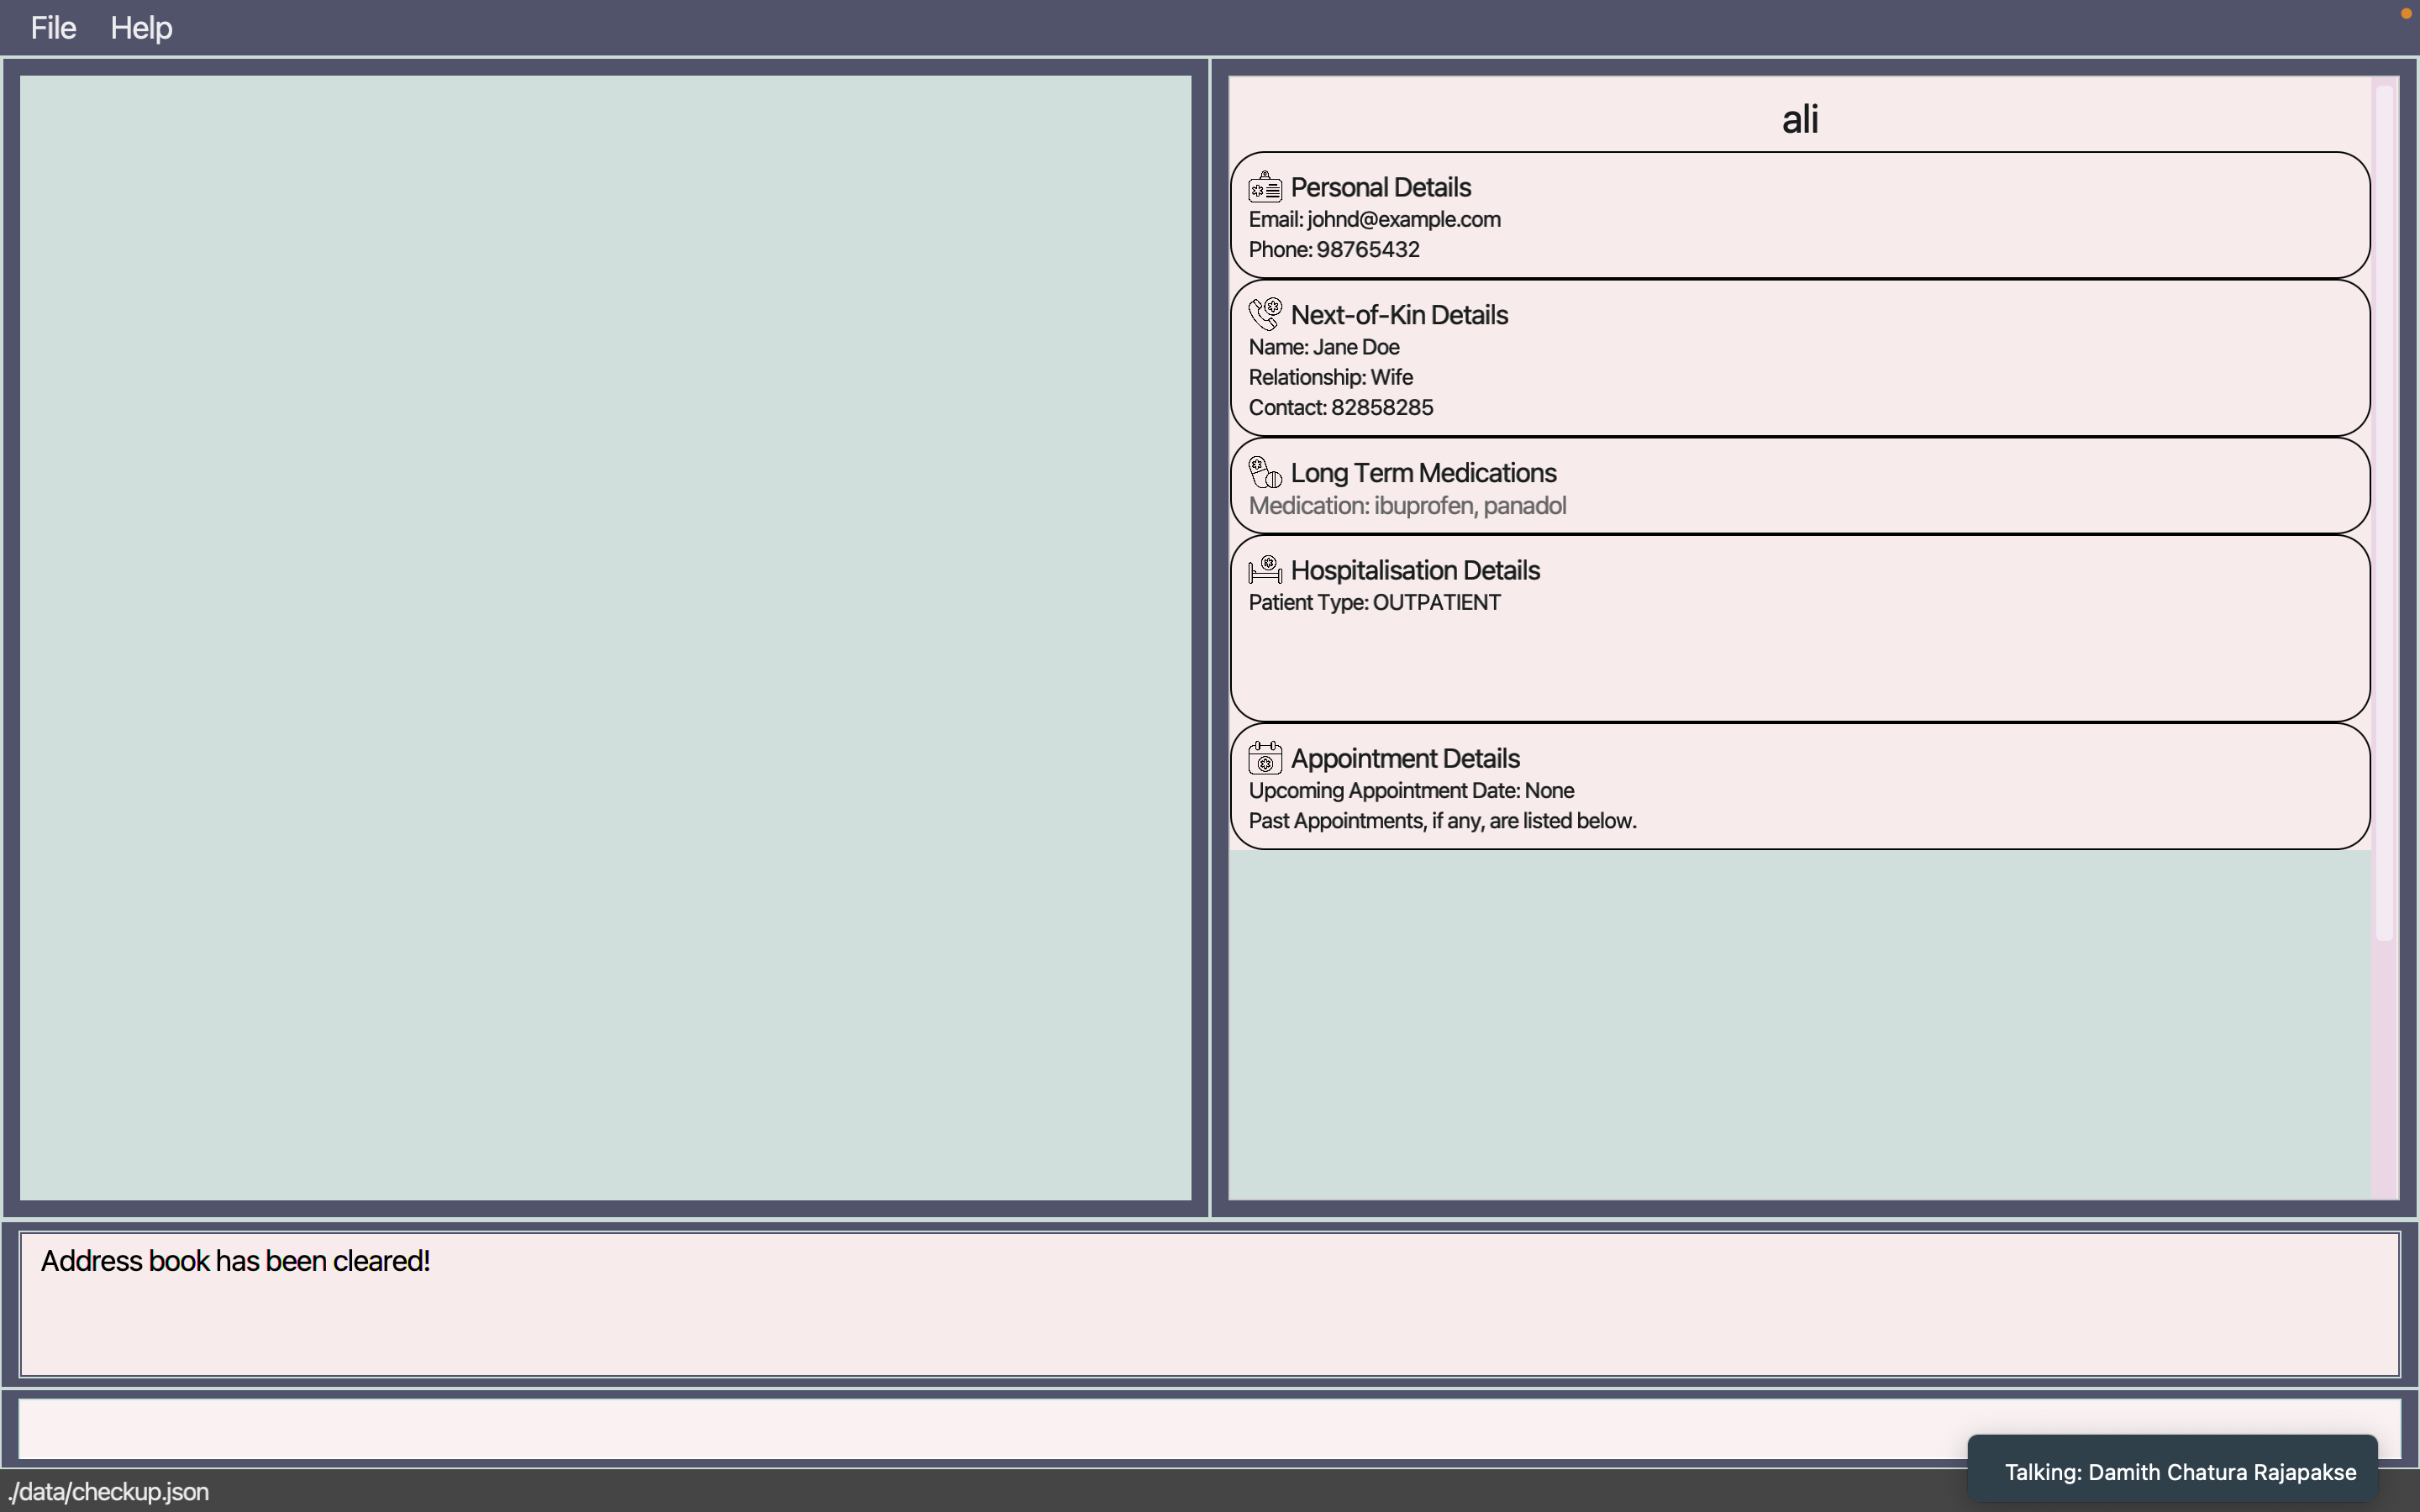 File Help
ali
Personal Details
Email: johnd@example.com
Phone: 98765432
Next-of-Kin Details
Name: Jane Doe
Relationship: Wife
Contact: 82858285
Long Term Medications
Medication: ibuprofen, panadol
Hospitalisation Details
Patient Type: OUTPATIENT
Appointment Details
Upcoming Appointment Date: None
Past Appointments, if any, are listed below.
Address book has been cleared!
Talking: Damith Chatura Rajapakse
./data/checkup.json